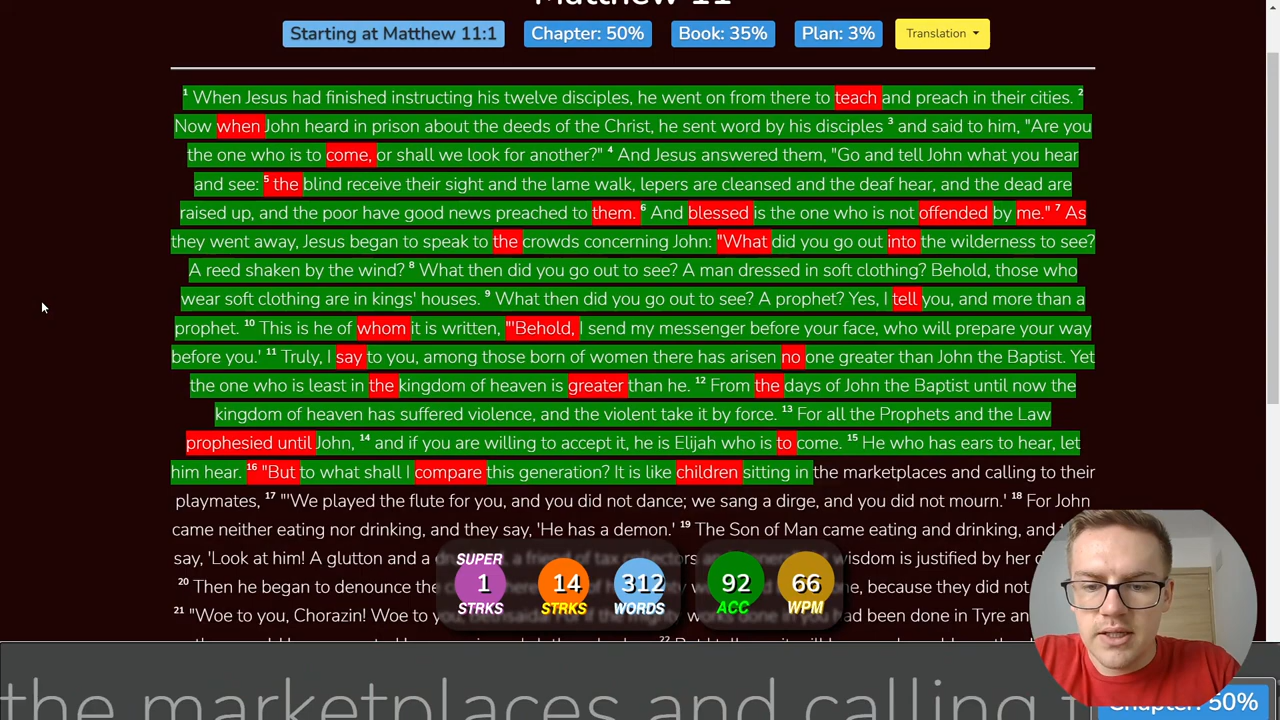 Starting at Matthew 11:1 Chapter: 50% Book: 35% Plan: 3% Translation
1 When Jesus had finished instructing his twelve disciples, he went on from there to teach and preach in their cities. 2
Now when John heard in prison about the deeds of the Christ, he sent word by his disciples 3 and said to him, "Are you
the one who is to come, or shall we look for another?" 4 And Jesus answered them, "Go and tell John what you hear
and see: 5 the blind receive their sight and the lame walk, lepers are cleansed and the deaf hear, and the dead are
raised up, and the poor have good news preached to them. 6 And blessed is the one who is not offended by me." 7 As
they went away, Jesus began to speak to the crowds concerning John: "What did you go out into the wilderness to see?
A reed shaken by the wind? 8 What then did you go out to see? A man dressed in soft clothing? Behold, those who
wear soft clothing are in kings' houses. 9 What then did you go out to see? A prophet? Yes, I tell you, and more than a
prophet. 10 This is he of whom it is written, "'Behold, I send my messenger before your face, who will prepare your way
before you.' 11 Truly, I say to you, among those born of women there has arisen no one greater than John the Baptist. Yet
the one who is least in the kingdom of heaven is greater than he. 12 From the days of John the Baptist until now the
kingdom of heaven has suffered violence, and the violent take it by force. 13 For all the Prophets and the Law
prophesied until John, 14 and if you are willing to accept it, he is Elijah who is to come. 15 He who has ears to hear, let
him hear. 16 "But to what shall I compare this generation? It is like children sitting in the marketplaces and calling to their
playmates, 17 "'We played the flute for you, and you did not dance; we sang a dirge, and you did not mourn.' 18 For John
came neither eating nor drinking, and they say, 'He has a demon.' 19 The Son of Man came eating and drinking, and
say, 'Look at him! A glutton and a a friend of tax wisdom is justified by her
20 Then he began to denounce the because they did not
21 "Woe to you, Chorazin! Woe to works done in you had been done in Tyre and
SUPER
1 14 312 92 66
STRKS STRKS WORDS ACC WPM
the marketplaces and calling
Chapter: 50%